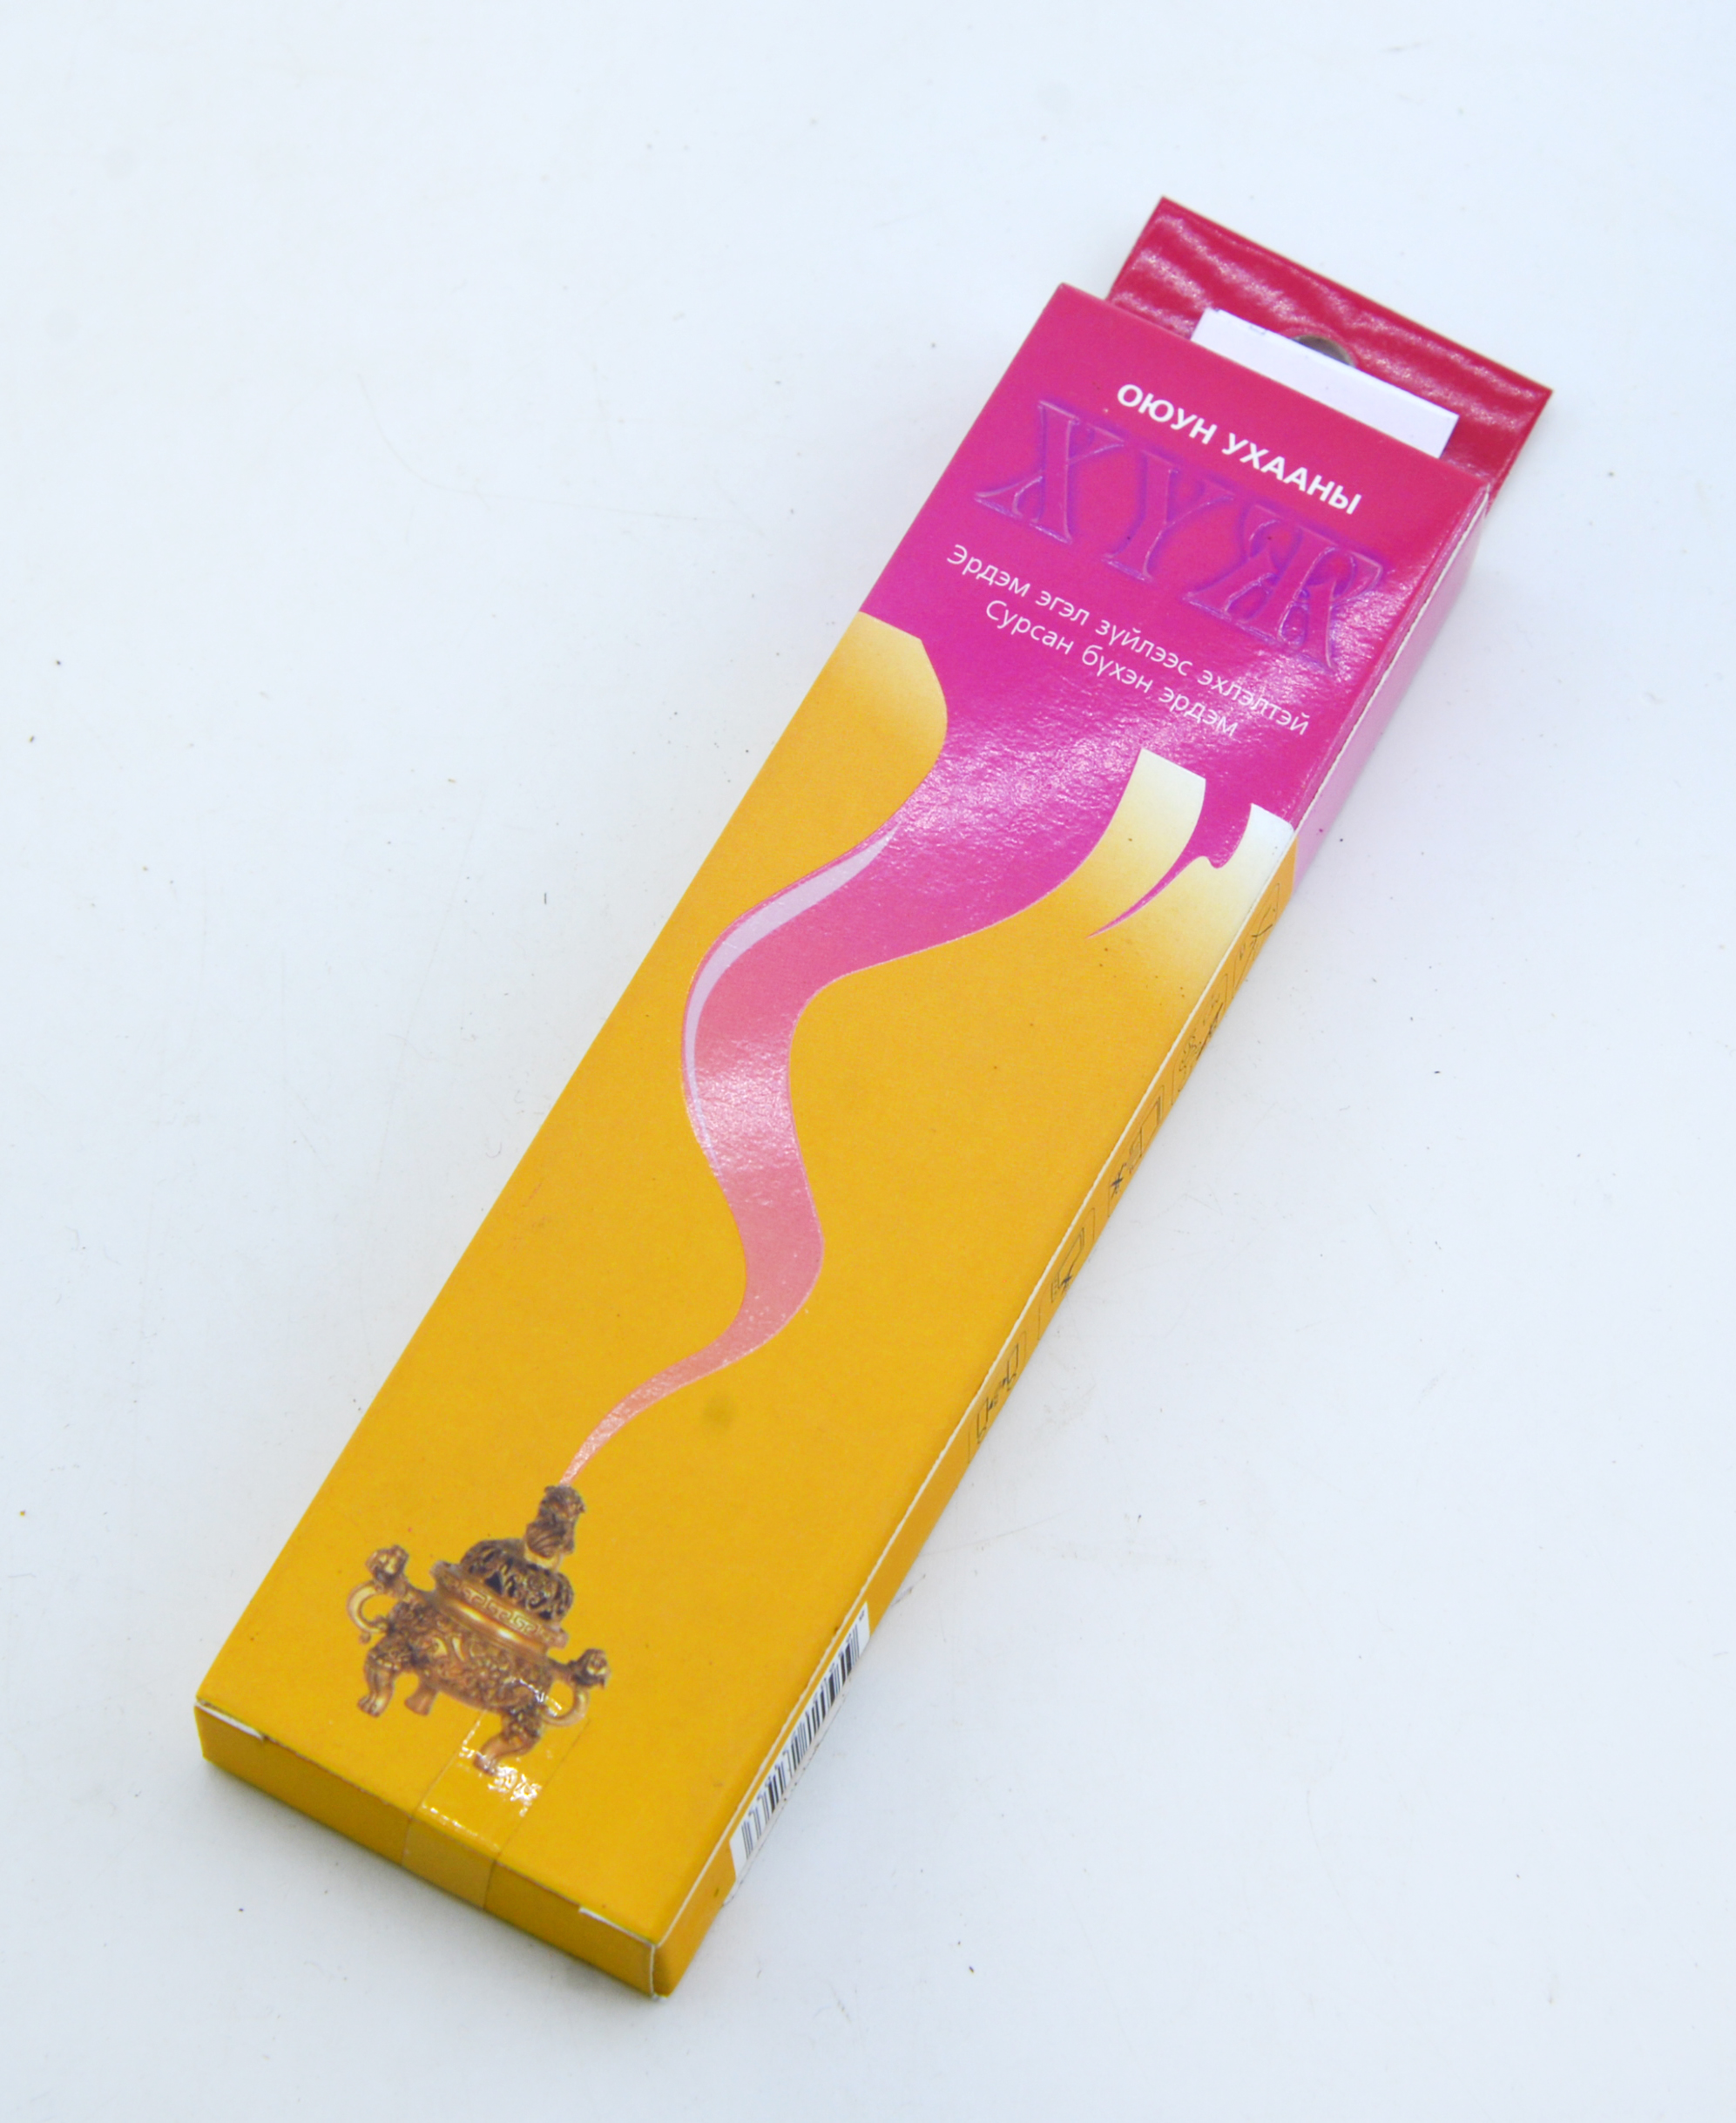 ОЮУН УХААНЫ
ХҮЖ
Эрдэм эгэл зүйлээс эхлэлтэй
Сурсан бүхэн эрдэм